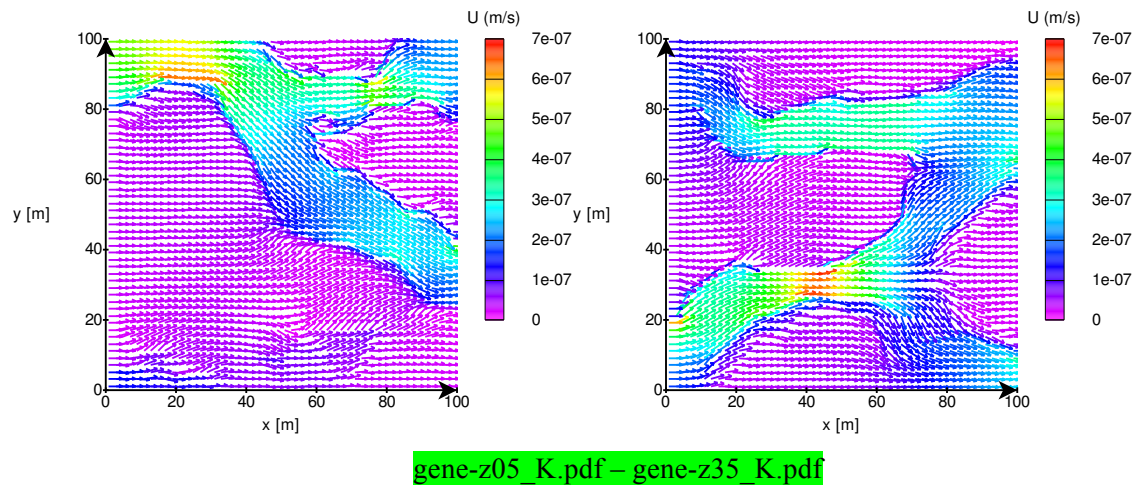 U (m/s)
100
80
60
40
20
0
y [m]
0 20 40 60 80 100
x [m]
7e-07
6e-07
5e-07
4e-07
3e-07
2e-07
1e-07
0
U (m/s)
100
80
60
40
20
0
y [m]
0 20 40 60 80 100
x [m]
7e-07
6e-07
5e-07
4e-07
3e-07
2e-07
1e-07
0
gene-z05_K.pdf – gene-z35_K.pdf